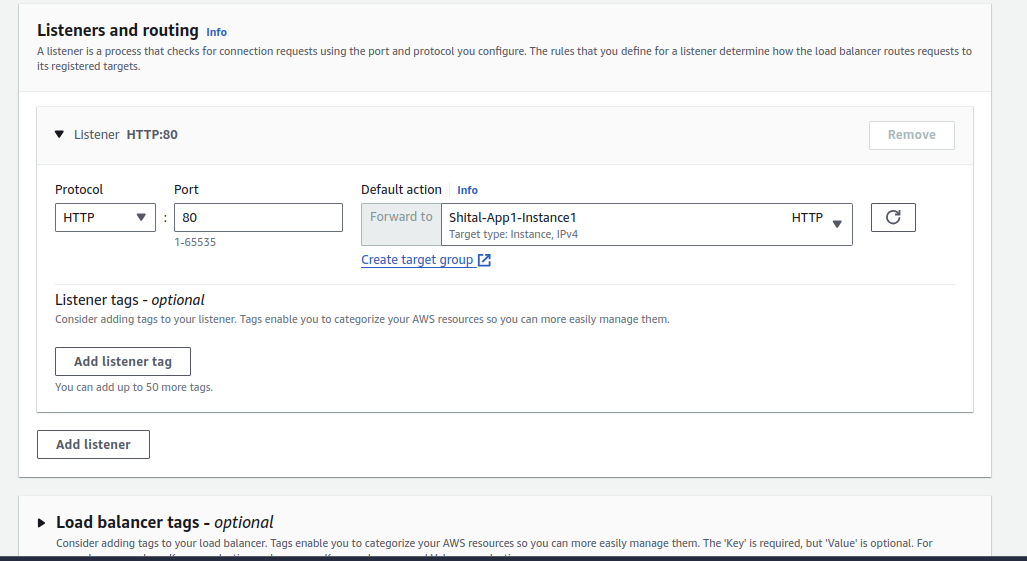 Listeners and routing Info
A listener is a process that checks for connection requests using the port and protocol you configure. The rules that you define for a listener determine how the load balancer routes requests to
its registered targets.
Listener HTTP:80
Remove
Protocol Port Default action Info
HTTP : 80 Forward to Shital-App1-Instance1 HTTP
Target type: Instance, IPv4
1-65535
Create target group
Listener tags - optional
Consider adding tags to your listener. Tags enable you to categorize your AWS resources so you can more easily manage them.
Add listener tag
You can add up to 50 more tags.
Add listener
Load balancer tags - optional
Consider adding tags to your load balancer. Tags enable you to categorize your AWS resources so you can more easily manage them. The 'Key' is required, but 'Value' is optional. For